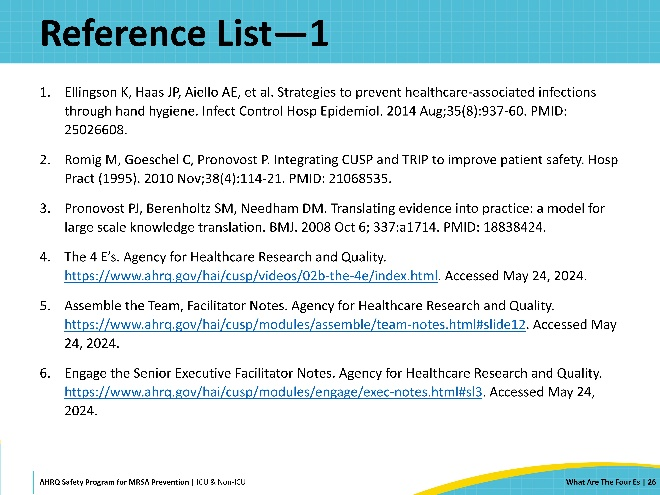 Reference List—1
1. Ellingson K, Haas JP, Aiello AE, et al. Strategies to prevent healthcare-associated infections
through hand hygiene. Infect Control Hosp Epidemiol. 2014 Aug;35(8):937-60. PMID:
25026608.
2. Romig M, Goeschel C, Pronovost P. Integrating CUSP and TRIP to improve patient safety. Hosp
Pract (1995). 2010 Nov;38(4):114-21. PMID: 21068535.
3. Pronovost PJ, Berenholtz SM, Needham DM. Translating evidence into practice: a model for
large scale knowledge translation. BMJ. 2008 Oct 6; 337:a1714. PMID: 18838424.
4. The 4 E’s. Agency for Healthcare Research and Quality.
https://www.ahrq.gov/hai/cusp/videos/02b-the-4e/index.html. Accessed May 24, 2024.
5. Assemble the Team, Facilitator Notes. Agency for Healthcare Research and Quality.
https://www.ahrq.gov/hai/cusp/modules/assemble/team-notes.html#slide12. Accessed May
24, 2024.
6. Engage the Senior Executive Facilitator Notes. Agency for Healthcare Research and Quality.
https://www.ahrq.gov/hai/cusp/modules/engage/exec-notes.html#sl3. Accessed May 24,
2024.
AHRQ Safety Program for MRSA Prevention | ICU & Non-ICU
What Are The Four Es | 26